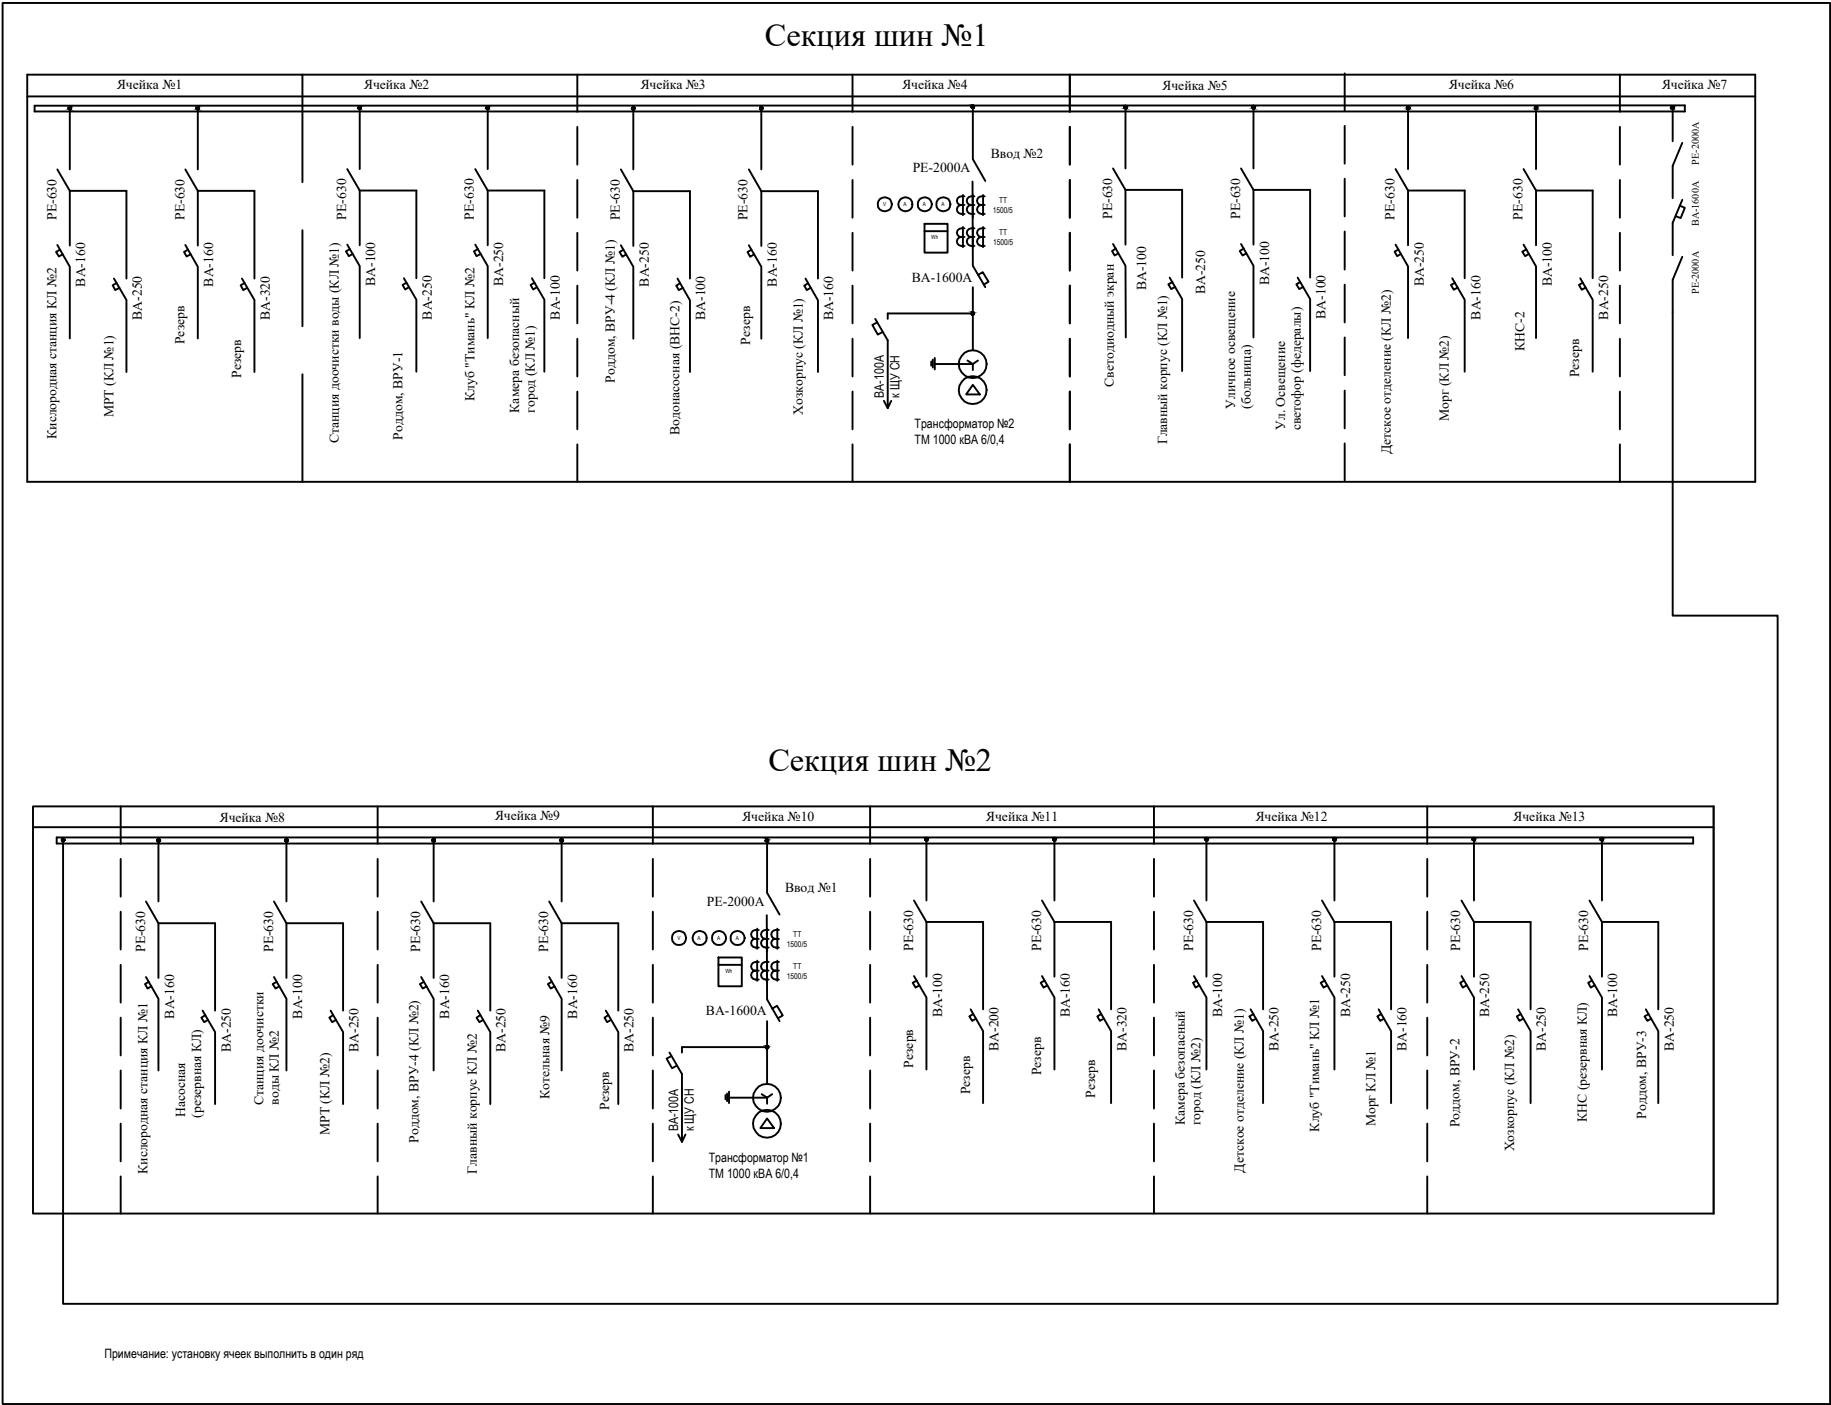 Секция шин №1
Ячейка №1
Ячейка №2
Ячейка №3
Ячейка №4
Ячейка №5
Ячейка №6
Ячейка №7
РЕ-630
ВА-160
Кислородная станция КЛ №2
ВА-250
МРТ (КЛ №1)
РЕ-630
ВА-160
Резерв
ВА-320
Резерв
РЕ-630
ВА-100
Станция доочистки воды (КЛ №1)
ВА-250
Роддом, ВРУ-1
РЕ-630
ВА-250
Клуб "Тимань" КЛ №2
ВА-100
Камера безопасный
город (КЛ №1)
РЕ-630
ВА-250
Роддом, ВРУ-4 (КЛ №1)
ВА-100
Водонасосная (ВНС-2)
РЕ-630
ВА-160
Резерв
ВА-160
Хозкорпус (КЛ №1)
Ввод №2
РЕ-2000А
V
А
А
А
ТТ
1500/5
Wh
ТТ
1500/5
ВА-1600А
ВА-100А
к ЩУ СН
Трансформатор №2
ТМ 1000 кВА 6/0,4
РЕ-630
ВА-100
Светодиодный экран
ВА-250
Главный корпус (КЛ №1)
РЕ-630
ВА-100
Уличное освещение
(больница)
ВА-100
Ул. Освещение
светофор (федералы)
РЕ-630
ВА-250
Детское отделение (КЛ №2)
ВА-160
Морг (КЛ №2)
РЕ-630
ВА-100
КНС-2
ВА-250
Резерв
РЕ-2000А
ВА-1600А
РЕ-2000А
Секция шин №2
Ячейка №8
Ячейка №9
Ячейка №10
Ячейка №11
Ячейка №12
Ячейка №13
РЕ-630
ВА-160
Кислородная станция КЛ №1
ВА-250
Насосная
(резервная КЛ)
РЕ-630
ВА-100
Станция доочистки
воды КЛ №2
ВА-250
МРТ (КЛ №2)
РЕ-630
ВА-160
Роддом, ВРУ-4 (КЛ №2)
ВА-250
Главный корпус КЛ №2
РЕ-630
ВА-160
Котельная №9
ВА-250
Резерв
Ввод №1
РЕ-2000А
V
А
А
А
ТТ
1500/5
Wh
ТТ
1500/5
ВА-1600А
ВА-100А
к ЩУ СН
Трансформатор №1
ТМ 1000 кВА 6/0,4
РЕ-630
ВА-100
Резерв
ВА-200
Резерв
РЕ-630
ВА-160
Резерв
ВА-320
Резерв
РЕ-630
ВА-100
Камера безопасный
город (КЛ №2)
ВА-250
Детское отделение (КЛ №1)
РЕ-630
ВА-250
Клуб "Тимань" КЛ №1
ВА-160
Морг КЛ №1
РЕ-630
ВА-250
Роддом, ВРУ-2
ВА-250
Хозкорпус (КЛ №2)
РЕ-630
ВА-100
КНС (резервная КЛ)
ВА-250
Роддом, ВРУ-3
Примечание: установку ячеек выполнить в один ряд